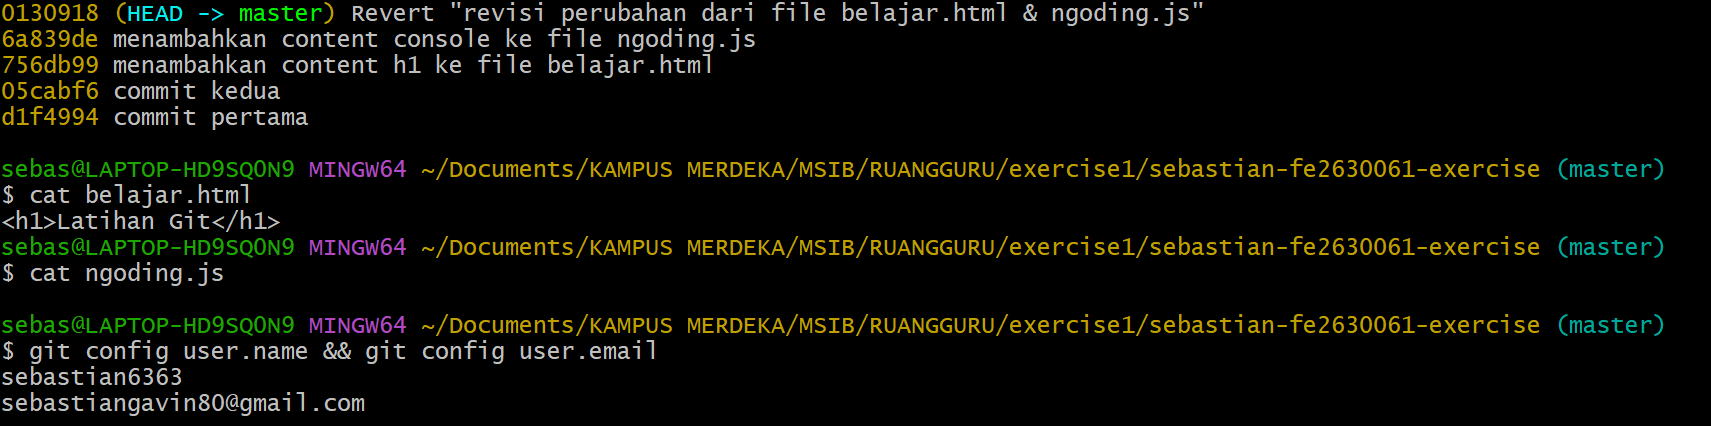 0130918 (HEAD -> master) Revert "revisi perubahan dari file belajar.html & ngoding.js"
6a839de menambahkan content console ke file ngoding.js
756db99 menambahkan content h1 ke file belajar.html
05cabf6 commit kedua
d1f4994 commit pertama
sebas@LAPTOP-HD9SQ0N9 MINGW64 ~/Documents/KAMPUS MERDEKA/MSIB/RUANGGURU/exercise1/sebastian-fe2630061-exercise (master)
$ cat belajar.html
<h1>Latihan Git</h1>
sebas@LAPTOP-HD9SQ0N9 MINGW64 ~/Documents/KAMPUS MERDEKA/MSIB/RUANGGURU/exercise1/sebastian-fe2630061-exercise (master)
$ cat ngoding.js
sebas@LAPTOP-HD9SQ0N9 MINGW64 ~/Documents/KAMPUS MERDEKA/MSIB/RUANGGURU/exercise1/sebastian-fe2630061-exercise (master)
$ git config user.name && git config user.email
sebastian6363
sebastiangavin80@gmail.com